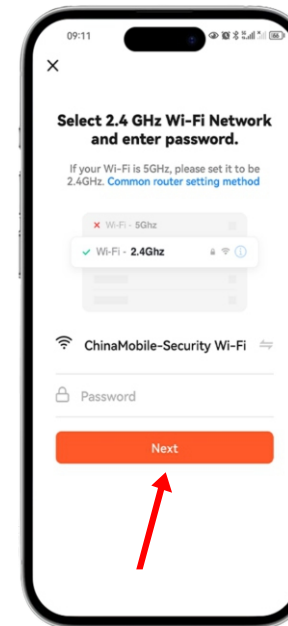 09:11
Select 2.4 GHz Wi-Fi Network
and enter password.
If your Wi-Fi is 5GHz, please set it to be
2.4GHz. Common router setting method
Wi-Fi - 5Ghz
Wi-Fi - 2.4Ghz
ChinaMobile-Security Wi-Fi
Password
Next